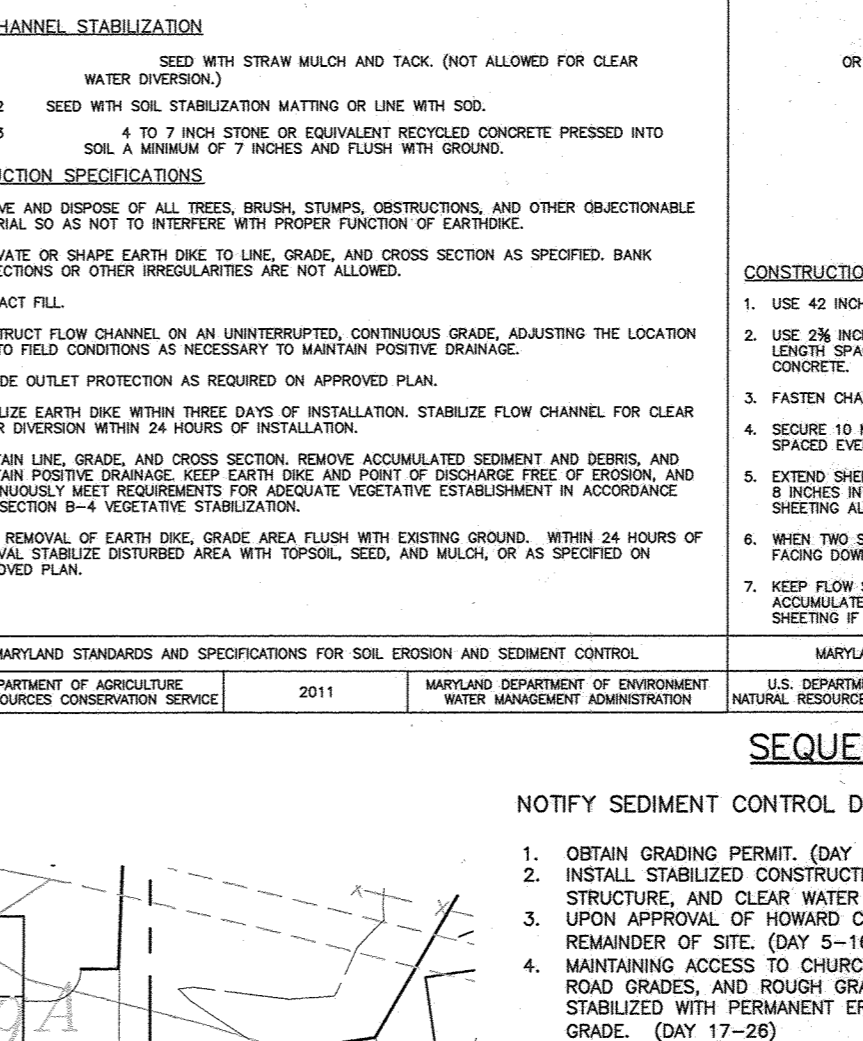 HANNEL STABILIZATION
SEED WITH STRAW MULCH AND TACK. (NOT ALLOWED FOR CLEAR
WATER DIVERSION.)
2 SEED WITH SOIL STABILIZATION MATTING OR LINE WITH SOD.
3 4 TO 7 INCH STONE OR EQUIVALENT RECYCLED CONCRETE PRESSED INTO
SOIL A MINIMUM OF 7 INCHES AND FLUSH WITH GROUND.
UCTION SPECIFICATIONS
VE AND DISPOSE OF ALL TREES, BRUSH, STUMPS, OBSTRUCTIONS, AND OTHER OBJECTIONABLE
ERIAL SO AS NOT TO INTERFERE WITH PROPER FUNCTION OF EARTHDIKE.
VATE OR SHAPE EARTH DIKE TO LINE, GRADE, AND CROSS SECTION AS SPECIFIED. BANK
ECTIONS OR OTHER IRREGULARITIES ARE NOT ALLOWED.
ACT FILL.
TRUCT FLOW CHANNEL ON AN UNINTERRUPTED, CONTINUOUS GRADE, ADJUSTING THE LOCATION
TO FIELD CONDITIONS AS NECESSARY TO MAINTAIN POSITIVE DRAINAGE.
DE OUTLET PROTECTION AS REQUIRED ON APPROVED PLAN.
LIZE EARTH DIKE WITHIN THREE DAYS OF INSTALLATION. STABILIZE FLOW CHANNEL FOR CLEAR
R DIVERSION WITHIN 24 HOURS OF INSTALLATION.
TAIN LINE, GRADE, AND CROSS SECTION. REMOVE ACCUMULATED SEDIMENT AND DEBRIS, AND
TAIN POSITIVE DRAINAGE. KEEP EARTH DIKE AND POINT OF DISCHARGE FREE OF EROSION, AND
INUOUSLY MEET REQUIREMENTS FOR ADEQUATE VEGETATIVE ESTABLISHMENT IN ACCORDANCE
SECTION B-4 VEGETATIVE STABILIZATION.
REMOVAL OF EARTH DIKE, GRADE AREA FLUSH WITH EXISTING GROUND. WITHIN 24 HOURS OF
VAL STABILIZE DISTURBED AREA WITH TOPSOIL, SEED, AND MULCH, OR AS SPECIFIED ON
OVED PLAN.
MARYLAND STANDARDS AND SPECIFICATIONS FOR SOIL EROSION AND SEDIMENT CONTROL
PARTMENT OF AGRICULTURE
OURCES CONSERVATION SERVICE
2011
MARYLAND DEPARTMENT OF ENVIRONMENT
WATER MANAGEMENT ADMINISTRATION
OR
CONSTRUCTIO
1. USE 42 INCH
2. USE 2⅜ INC
LENGTH SPA
CONCRETE.
3. FASTEN CHA
4. SECURE 10
SPACED EVE
5. EXTEND SHE
8 INCHES IN
SHEETING AL
6. WHEN TWO S
FACING DOW
7. KEEP FLOW S
ACCUMULATE
SHEETING IF
MARYLA
U.S. DEPARTM
NATURAL RESOURCE
SEQUE
NOTIFY SEDIMENT CONTROL D
1. OBTAIN GRADING PERMIT. (DAY
2. INSTALL STABILIZED CONSTRUCTI
STRUCTURE, AND CLEAR WATER
3. UPON APPROVAL OF HOWARD C
REMAINDER OF SITE. (DAY 5-16
4. MAINTAINING ACCESS TO CHURC
ROAD GRADES, AND ROUGH GRA
STABILIZED WITH PERMANENT ER
GRADE. (DAY 17-26)
x x
g A